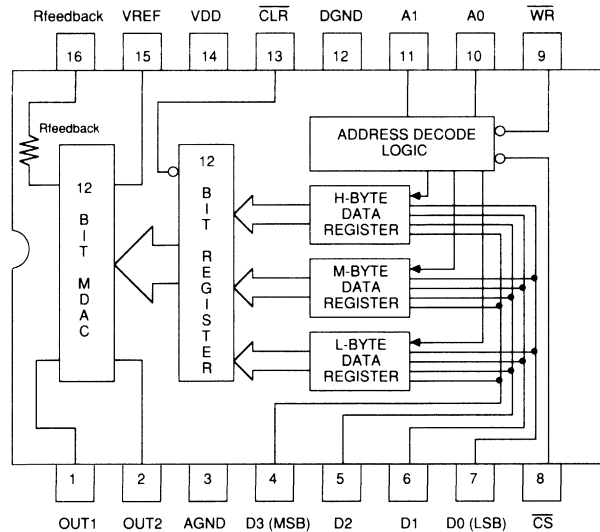 Rfeedback VREF VDD CLR DGND A1 A0 WR
16 15 14 13 12 11 10 9
Rfeedback
ADDRESS DECODE
LOGIC
12
BIT MDAC
12
BIT REGISTER
H-BYTE
DATA
REGISTER
M-BYTE
DATA
REGISTER
L-BYTE
DATA
REGISTER
1 2 3 4 5 6 7 8
OUT1 OUT2 AGND D3 (MSB) D2 D1 D0 (LSB) CS